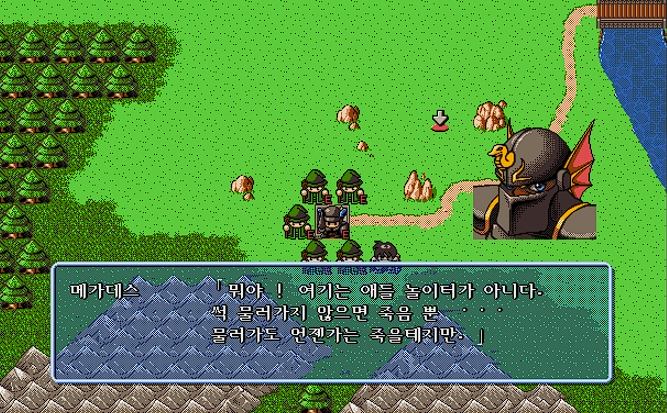 메가데스 「뭐야 ! 여기는 애들 놀이터가 아니다.
썩 물러가지 않으면 죽음 뿐 ···
물러가도 언젠가는 죽을테지만.」